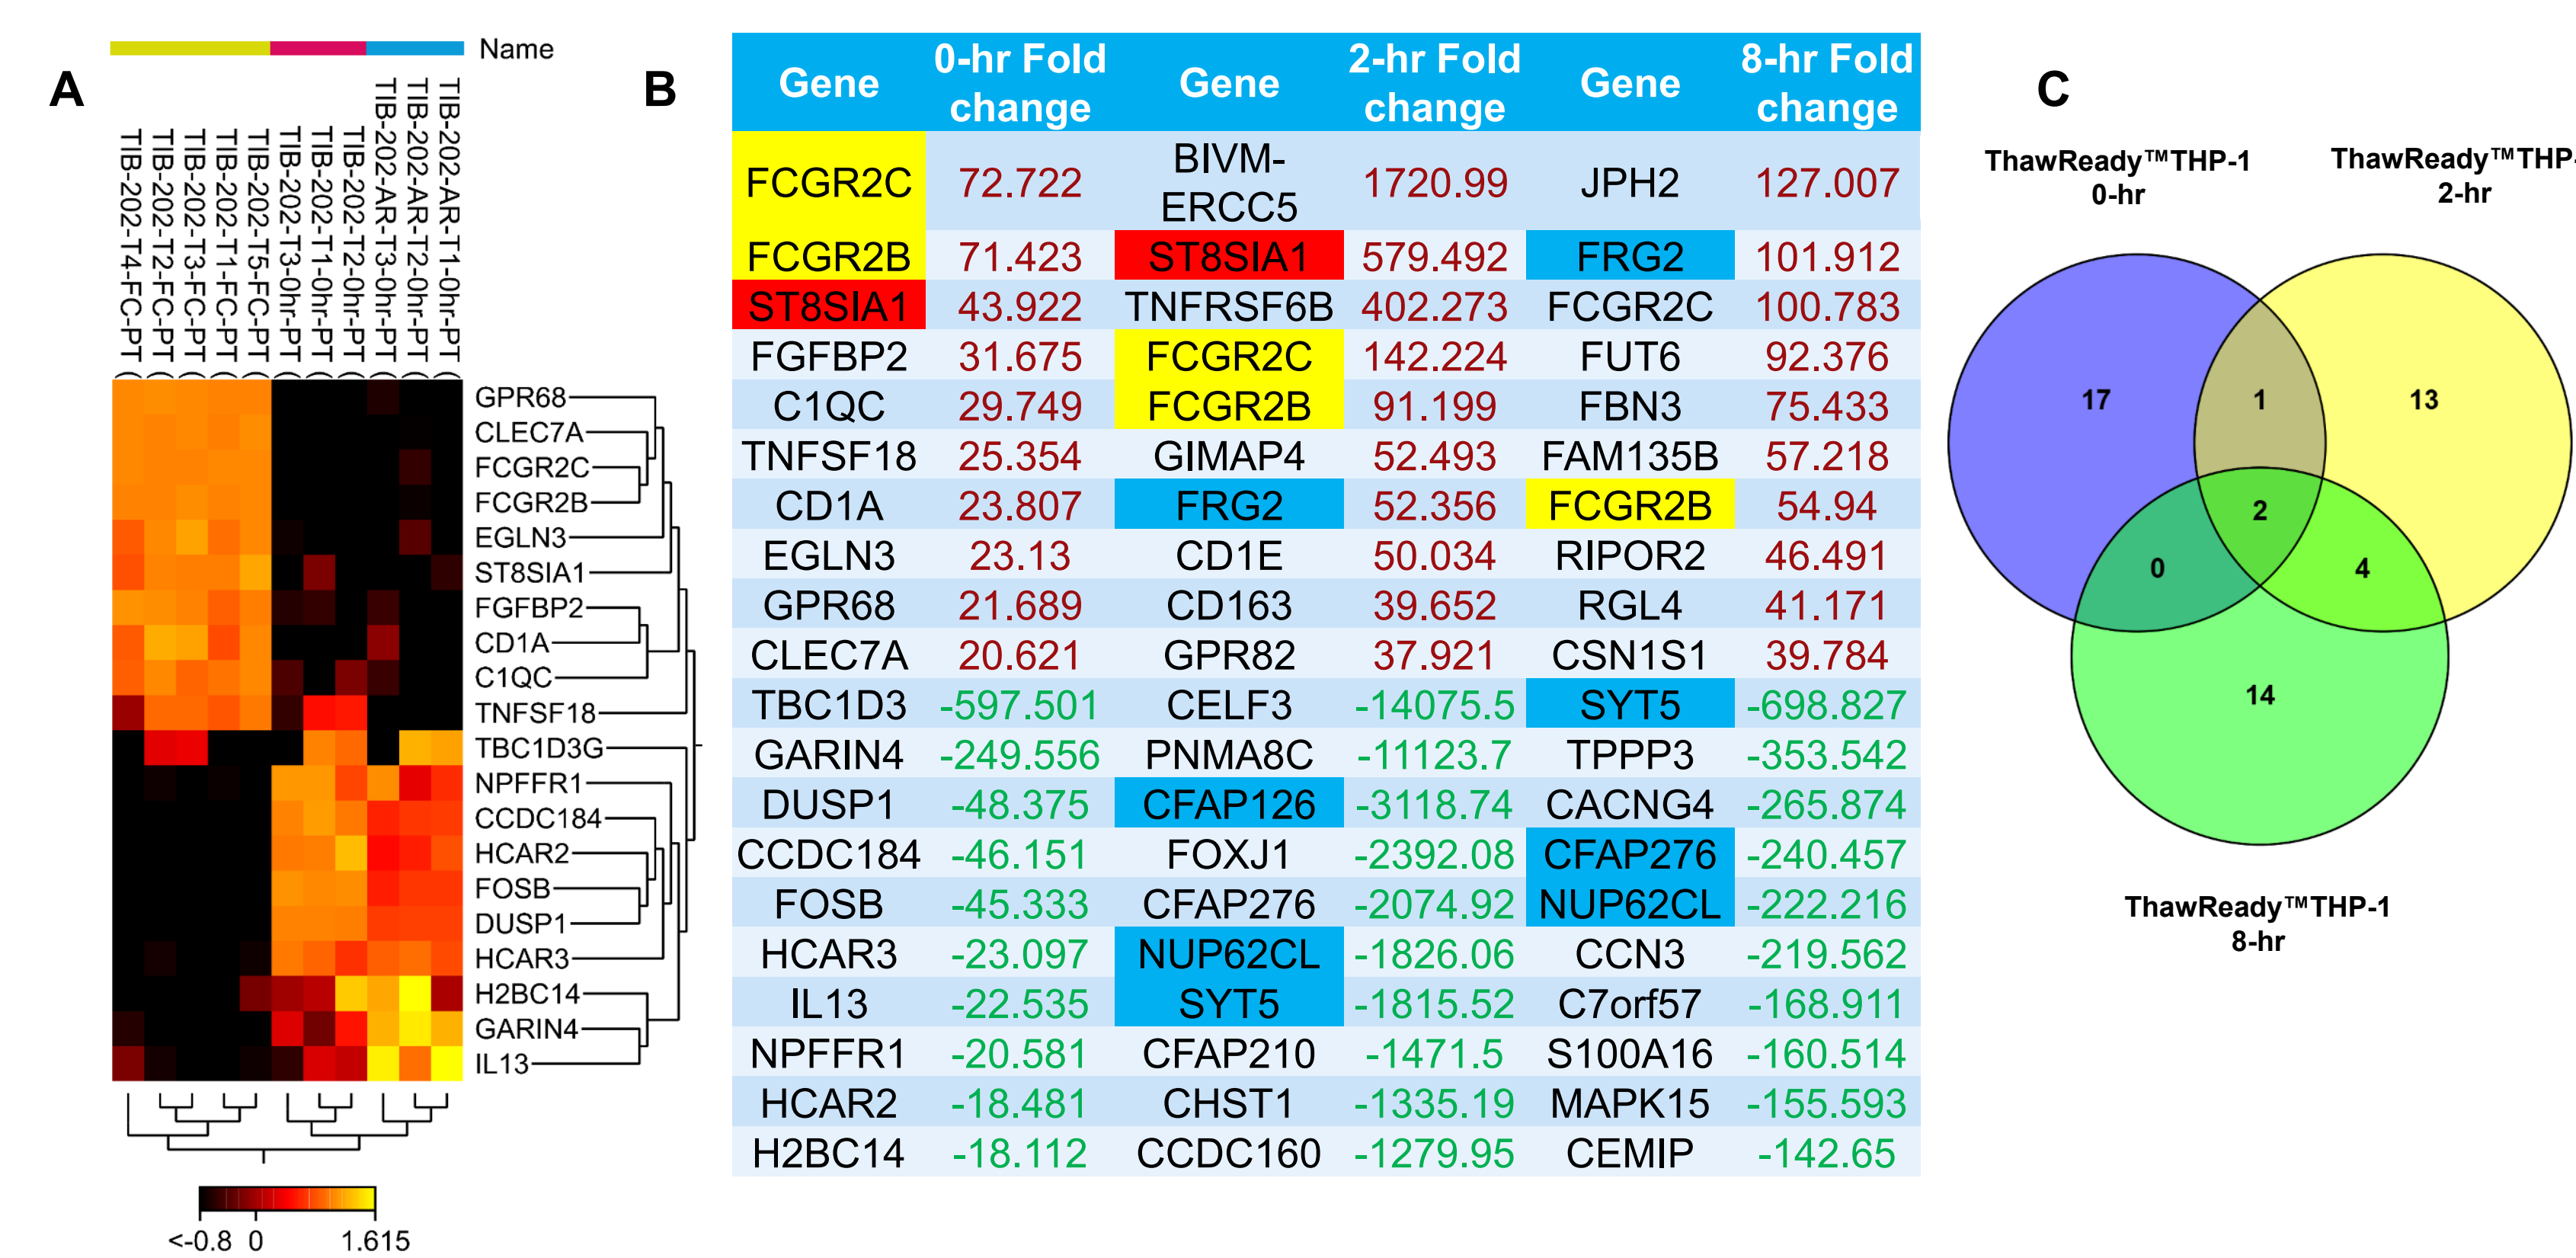 Name
A
TIB-202-T4-FC-PT (
TIB-202-T2-FC-PT (
TIB-202-T3-FC-PT (
TIB-202-T1-FC-PT (
TIB-202-T5-FC-PT (
TIB-202-T3-0hr-PT (
TIB-202-T1-0hr-PT (
TIB-202-T2-0hr-PT (
TIB-202-AR-T3-0hr-PT (
TIB-202-AR-T2-0hr-PT (
TIB-202-AR-T1-0hr-PT (
GPR68
CLEC7A
FCGR2C
FCGR2B
EGLN3
ST8SIA1
FGFBP2
CD1A
C1QC
TNFSF18
TBC1D3G
NPFFR1
CCDC184
HCAR2
FOSB
DUSP1
HCAR3
H2BC14
GARIN4
IL13
<-0.8 0 1.615
B
Gene 0-hr Fold change Gene 2-hr Fold change Gene 8-hr Fold change
FCGR2C 72.722 BIVM-ERCC5 1720.99 JPH2 127.007
FCGR2B 71.423 ST8SIA1 579.492 FRG2 101.912
ST8SIA1 43.922 TNFRSF6B 402.273 FCGR2C 100.783
FGFBP2 31.675 FCGR2C 142.224 FUT6 92.376
C1QC 29.749 FCGR2B 91.199 FBN3 75.433
TNFSF18 25.354 GIMAP4 52.493 FAM135B 57.218
CD1A 23.807 FRG2 52.356 FCGR2B 54.94
EGLN3 23.13 CD1E 50.034 RIPOR2 46.491
GPR68 21.689 CD163 39.652 RGL4 41.171
CLEC7A 20.621 GPR82 37.921 CSN1S1 39.784
TBC1D3 -597.501 CELF3 -14075.5 SYT5 -698.827
GARIN4 -249.556 PNMA8C -11123.7 TPPP3 -353.542
DUSP1 -48.375 CFAP126 -3118.74 CACNG4 -265.874
CCDC184 -46.151 FOXJ1 -2392.08 CFAP276 -240.457
FOSB -45.333 CFAP276 -2074.92 NUP62CL -222.216
HCAR3 -23.097 NUP62CL -1826.06 CCN3 -219.562
IL13 -22.535 SYT5 -1815.52 C7orf57 -168.911
NPFFR1 -20.581 CFAP210 -1471.5 S100A16 -160.514
HCAR2 -18.481 CHST1 -1335.19 MAPK15 -155.593
H2BC14 -18.112 CCDC160 -1279.95 CEMIP -142.65
C
ThawReady™THP-1
0-hr
ThawReady™THP-
2-hr
17
1
13
2
0
4
14
ThawReady™THP-1
8-hr